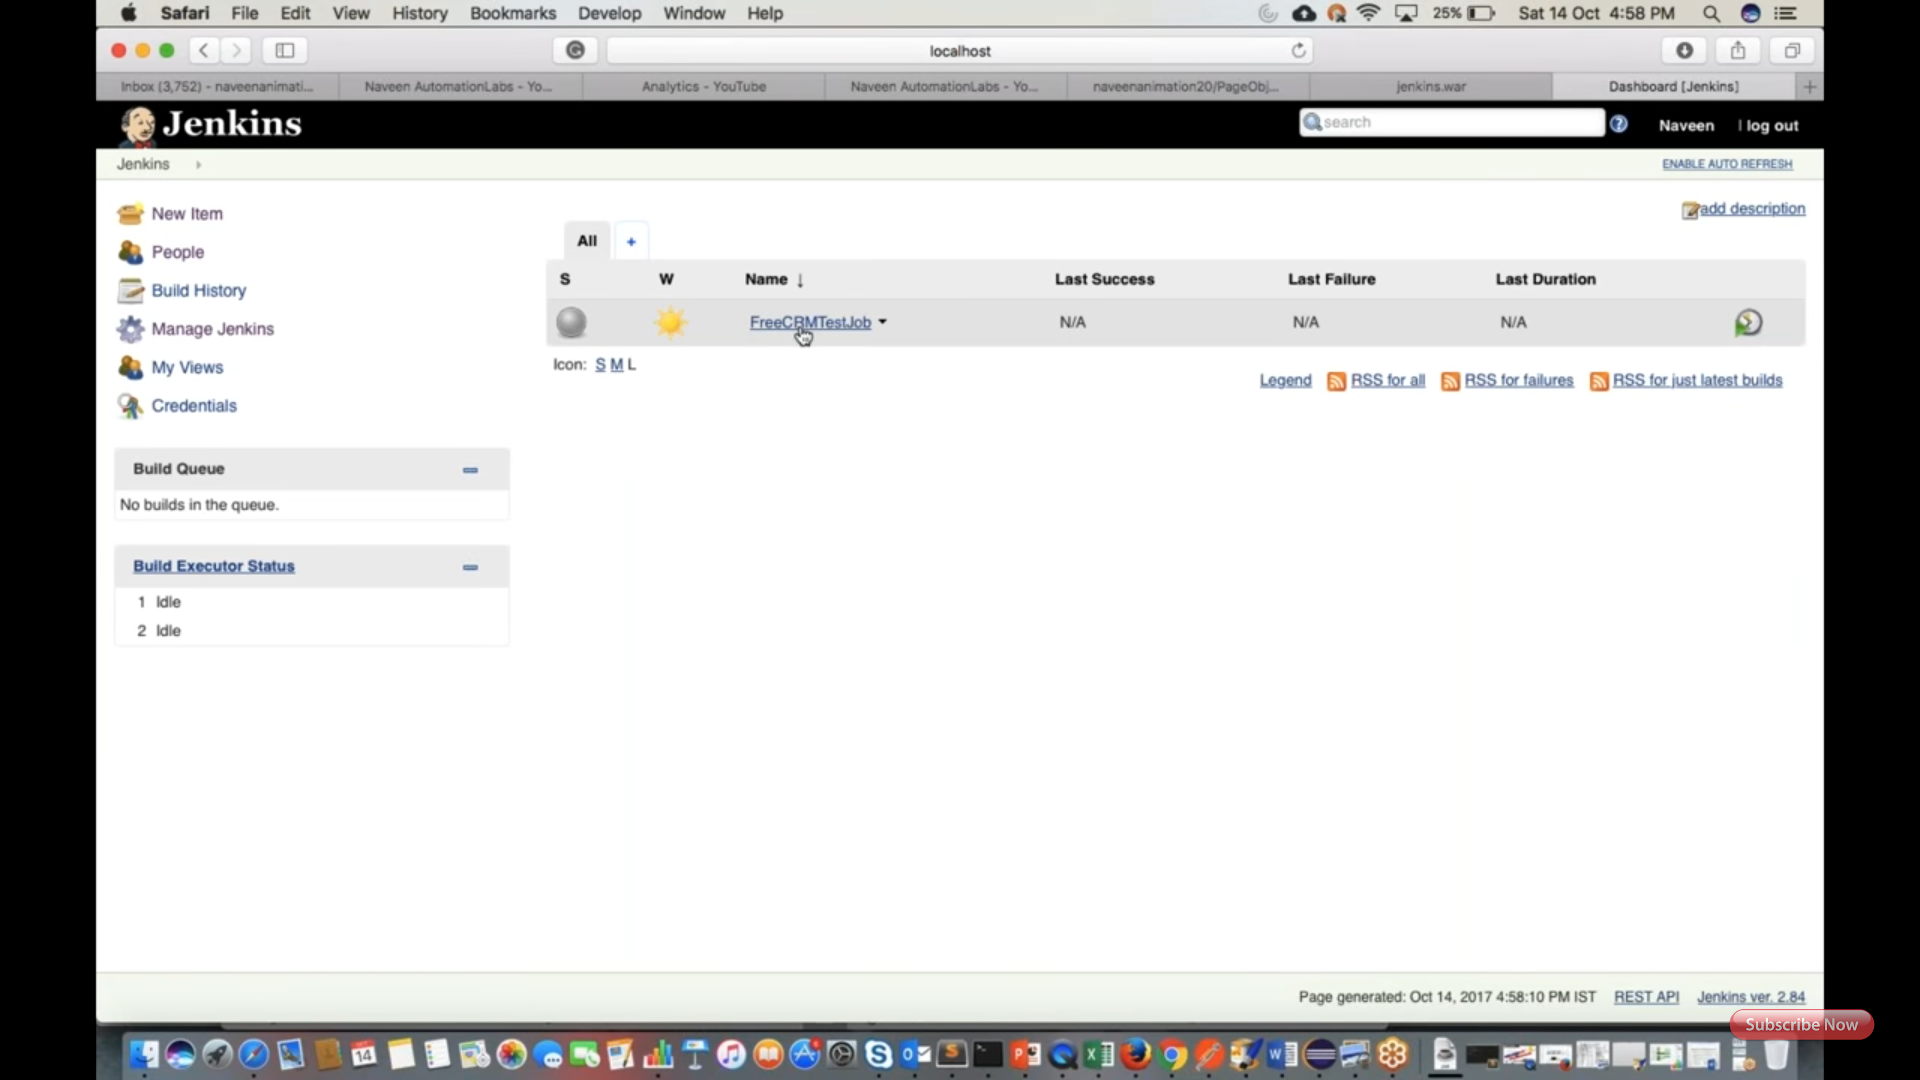 Safari File Edit View History Bookmarks Develop Window Help 25% Sat 14 Oct 4:58 PM
localhost
Inbox (3,752) - naveenanimati... Naveen AutomationLabs - Yo... Analytics - YouTube Naveen AutomationLabs - Yo... naveenanimation20/PageObj... jenkins.war Dashboard [Jenkins]
Jenkins search Naveen | log out
Jenkins ENABLE AUTO REFRESH
New Item
People
Build History
Manage Jenkins
My Views
Credentials
Build Queue
No builds in the queue.
Build Executor Status
1 Idle
2 Idle
add description
All +
S W Name ↓ Last Success Last Failure Last Duration
FreeCRMTestJob N/A N/A N/A
Icon: S M L
Legend RSS for all RSS for failures RSS for just latest builds
Page generated: Oct 14, 2017 4:58:10 PM IST REST API Jenkins ver. 2.84
Subscribe Now
14